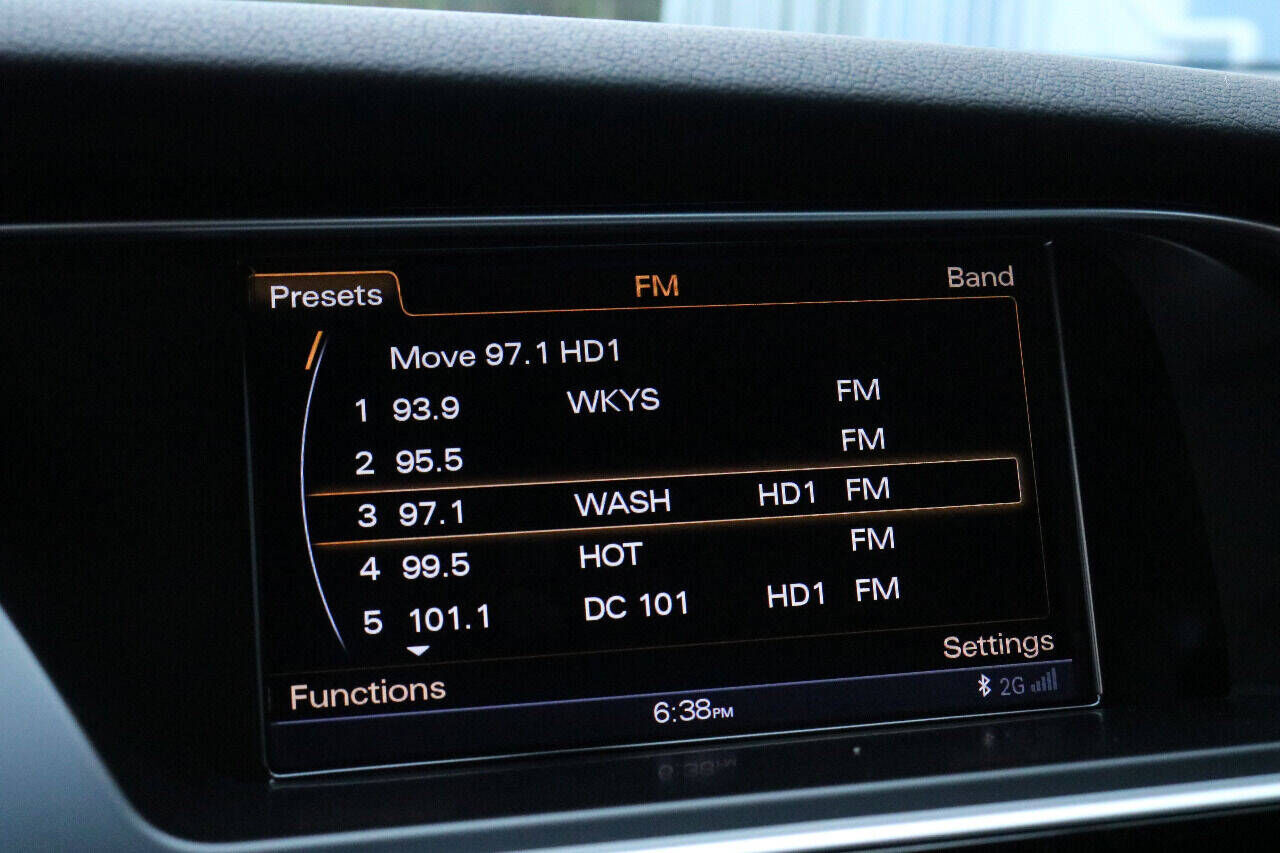 Presets FM Band
Move 97.1 HD1
1 93.9 WKYS FM
2 95.5 FM
3 97.1 WASH HD1 FM
4 99.5 HOT FM
5 101.1 DC 101 HD1 FM
Settings
Functions
6:38PM 2G